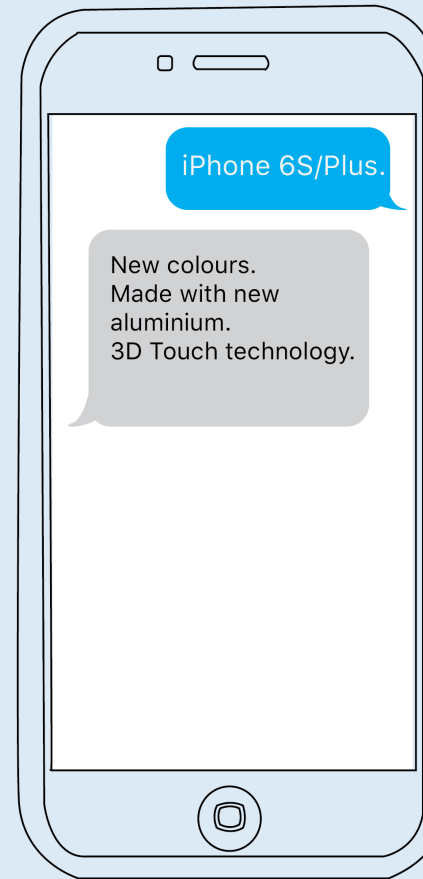 iPhone 6S/Plus.
New colours.
Made with new
aluminium.
3D Touch technology.